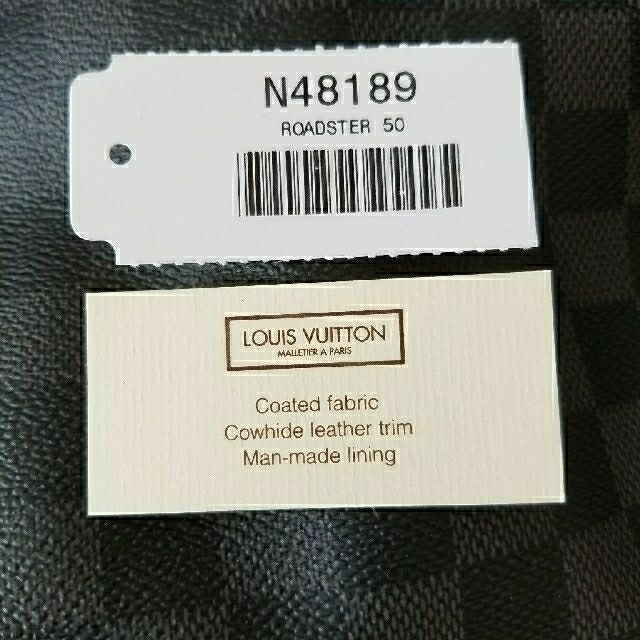 N48189
ROADSTER 50
LOUIS VUITTON
MALLETIER A PARIS
Coated fabric
Cowhide leather trim
Man-made lining